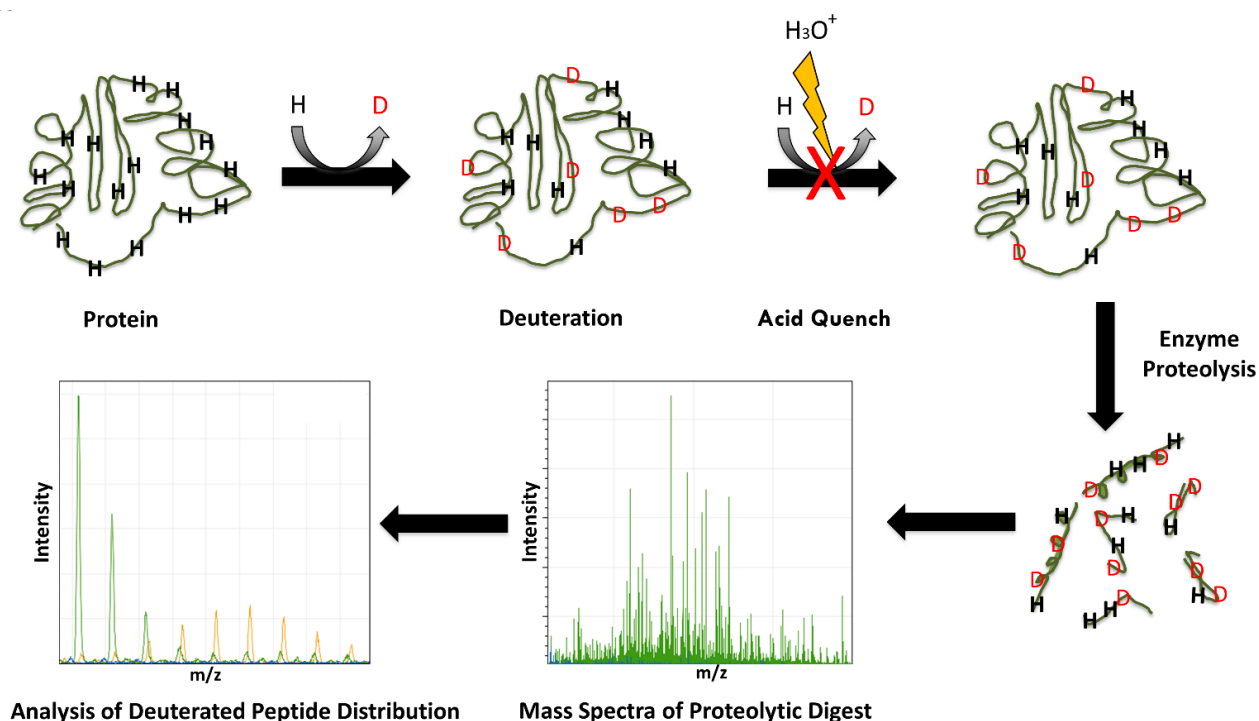 H₃O⁺
H D
H D
H H
H
H H H
H H
H H
H H
H H
H H
H
D
H
H
H H H
D D H
H H
D D
D H
D
H
D H
D D H
H H
D D
D H
Protein
Deuteration
Acid Quench
Enzyme
Proteolysis
H
H H D
D D
D
H D H H
D H
D D
D H D
H H D
H
Intensity
m/z
Intensity
m/z
Analysis of Deuterated Peptide Distribution
Mass Spectra of Proteolytic Digest